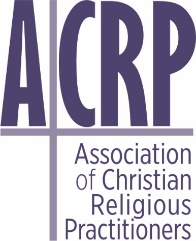 ACRP
Association
of Christian
Religious
Practitioners